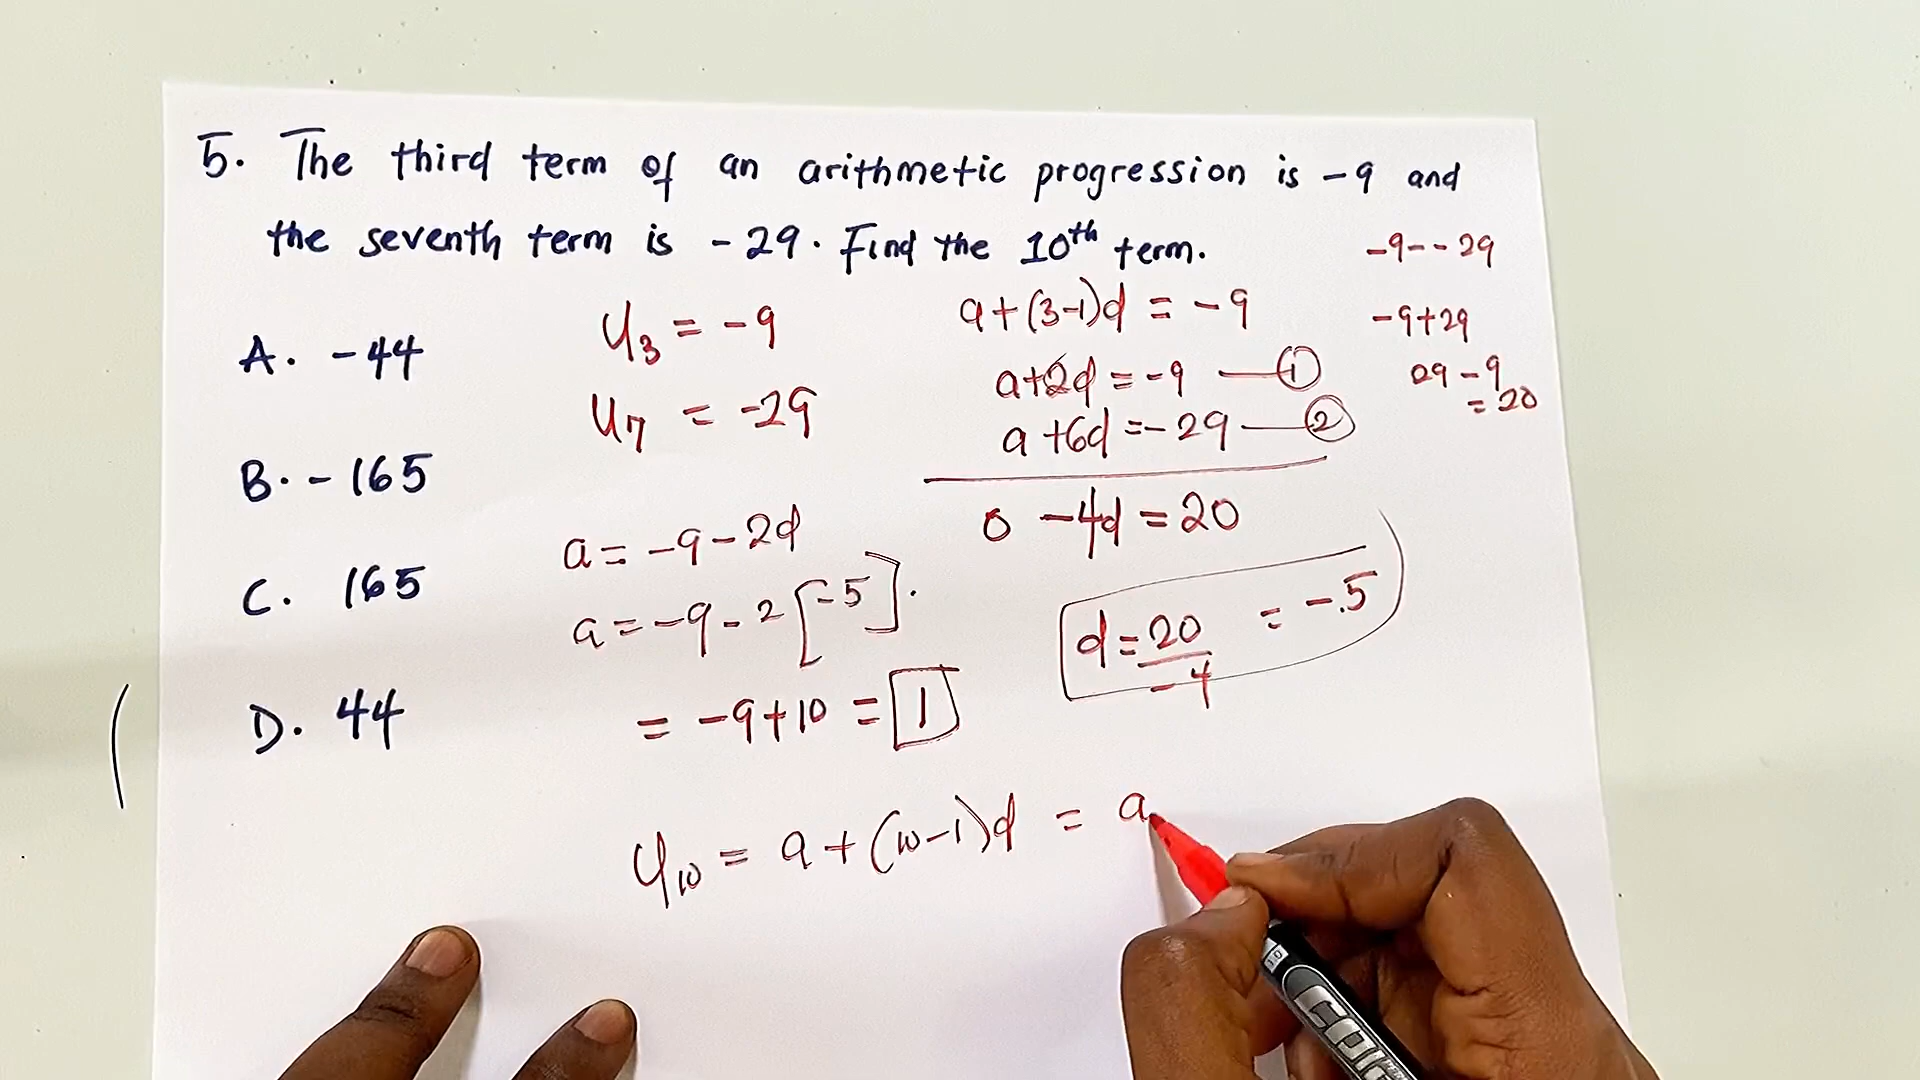 5. The third term of an arithmetic progression is -9 and
the seventh term is -29. Find the 10th term.
A. -44
B. -165
C. 165
D. 44
U3 = -9
U7 = -29
a = -9-2d
a = -9-2[-5].
= -9+10 = 1
a+(3-1)d = -9
a+2d = -9 —①
a+6d = -29 —②
0 -4d = 20
d = 20/-4 = -.5
-9--29
-9+29
29-9
= 20
U10 = a+(10-1)d = a